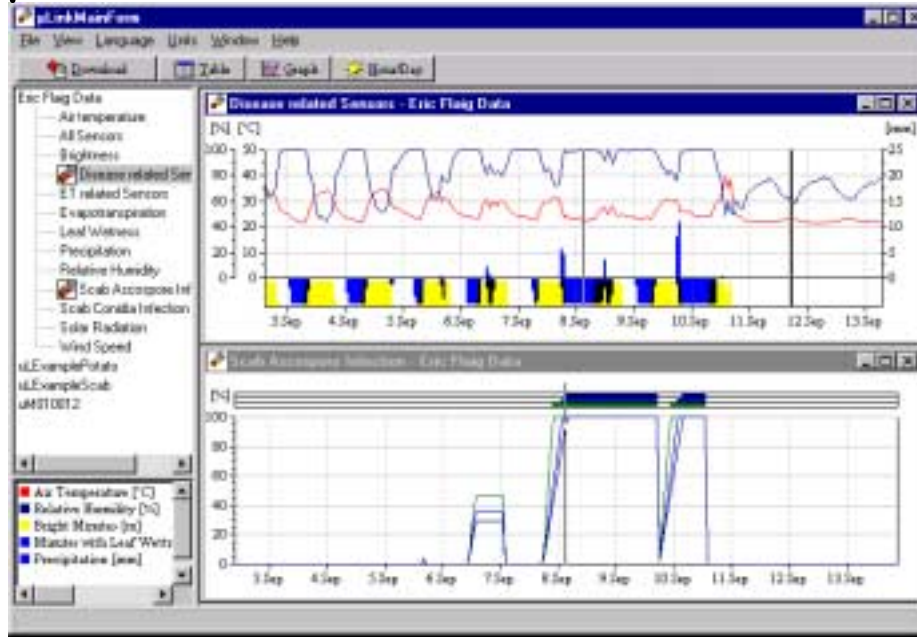 µLinkMainForm
File View Language Units Window Help
Download Table Graph Hour/Day
Eric Flaig Data
Air temperature
All Sensors
Brightness
Disease related Sen
ET related Sensors
Evapotranspiration
Leaf Wetness
Precipitation
Relative Humidity
Scab Ascospore Inf
Scab Conidia Infection
Solar Radiation
Wind Speed
uLExamplePotato
uLExampleScab
uM010012
Air Temperature [°C]
Relative Humidity [%]
Bright Minutes [m]
Minutes with Leaf Wetts
Precipitation [mm]
Disease related Sensors - Eric Flaig Data
[%] [°C] [mm]
100 50 25
80 40 20
60 30 15
40 20 10
20 10 5
0 0 0
3.Sep 4.Sep 5.Sep 6.Sep 7.Sep 8.Sep 9.Sep 10.Sep 11.Sep 12.Sep 13.Sep
Scab Ascospore Infection - Eric Flaig Data
[%]
100
80
60
40
20
0
3.Sep 4.Sep 5.Sep 6.Sep 7.Sep 8.Sep 9.Sep 10.Sep 11.Sep 12.Sep 13.Sep